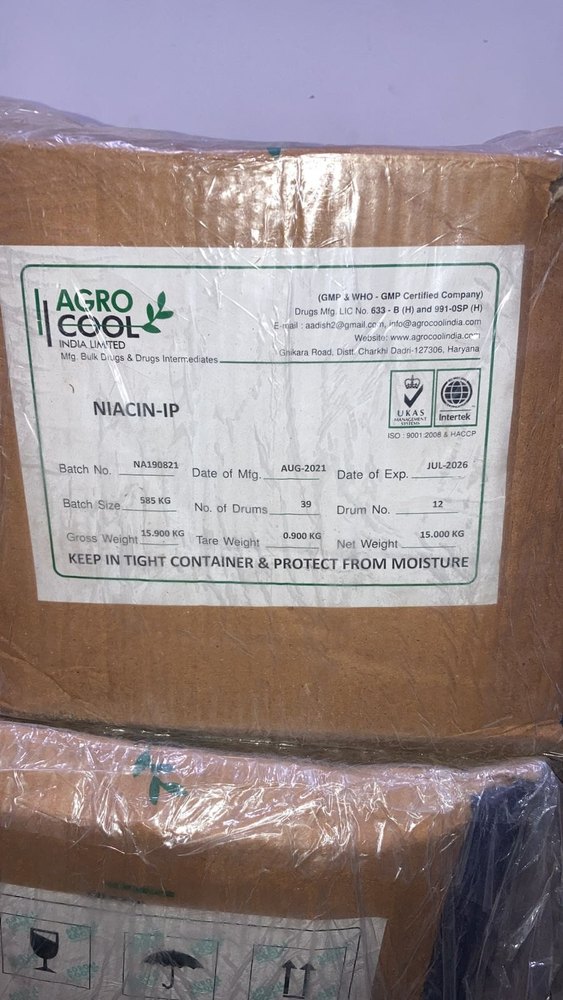 AGRO
COOL
INDIA LIMITED
Mfg. Bulk Drugs & Drugs Intermediates
(GMP & WHO - GMP Certified Company)
Drugs Mfg. LIC No. 633 - B (H) and 991-0SP (H)
E-mail : aadish2@gmail.com, info@agrocoolindia.com
Website: www.agrocoolindia.com
Ghikara Road, Distt. Charkhi Dadri-127306, Haryana
UKAS
MANAGEMENT
SYSTEMS
Intertek
ISO : 9001:2008 & HACCP
NIACIN-IP
Batch No. NA190821 Date of Mfg. AUG-2021 Date of Exp. JUL-2026
Batch Size 585 KG No. of Drums 39 Drum No. 12
Gross Weight 15.900 KG Tare Weight 0.900 KG Net Weight 15.000 KG
KEEP IN TIGHT CONTAINER & PROTECT FROM MOISTURE